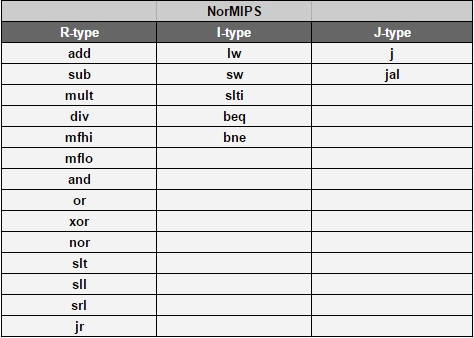 NorMIPS
R-type I-type J-type
add lw j
sub sw jal
mult slti
div beq
mfhi bne
mflo
and
or
xor
nor
slt
sll
srl
jr